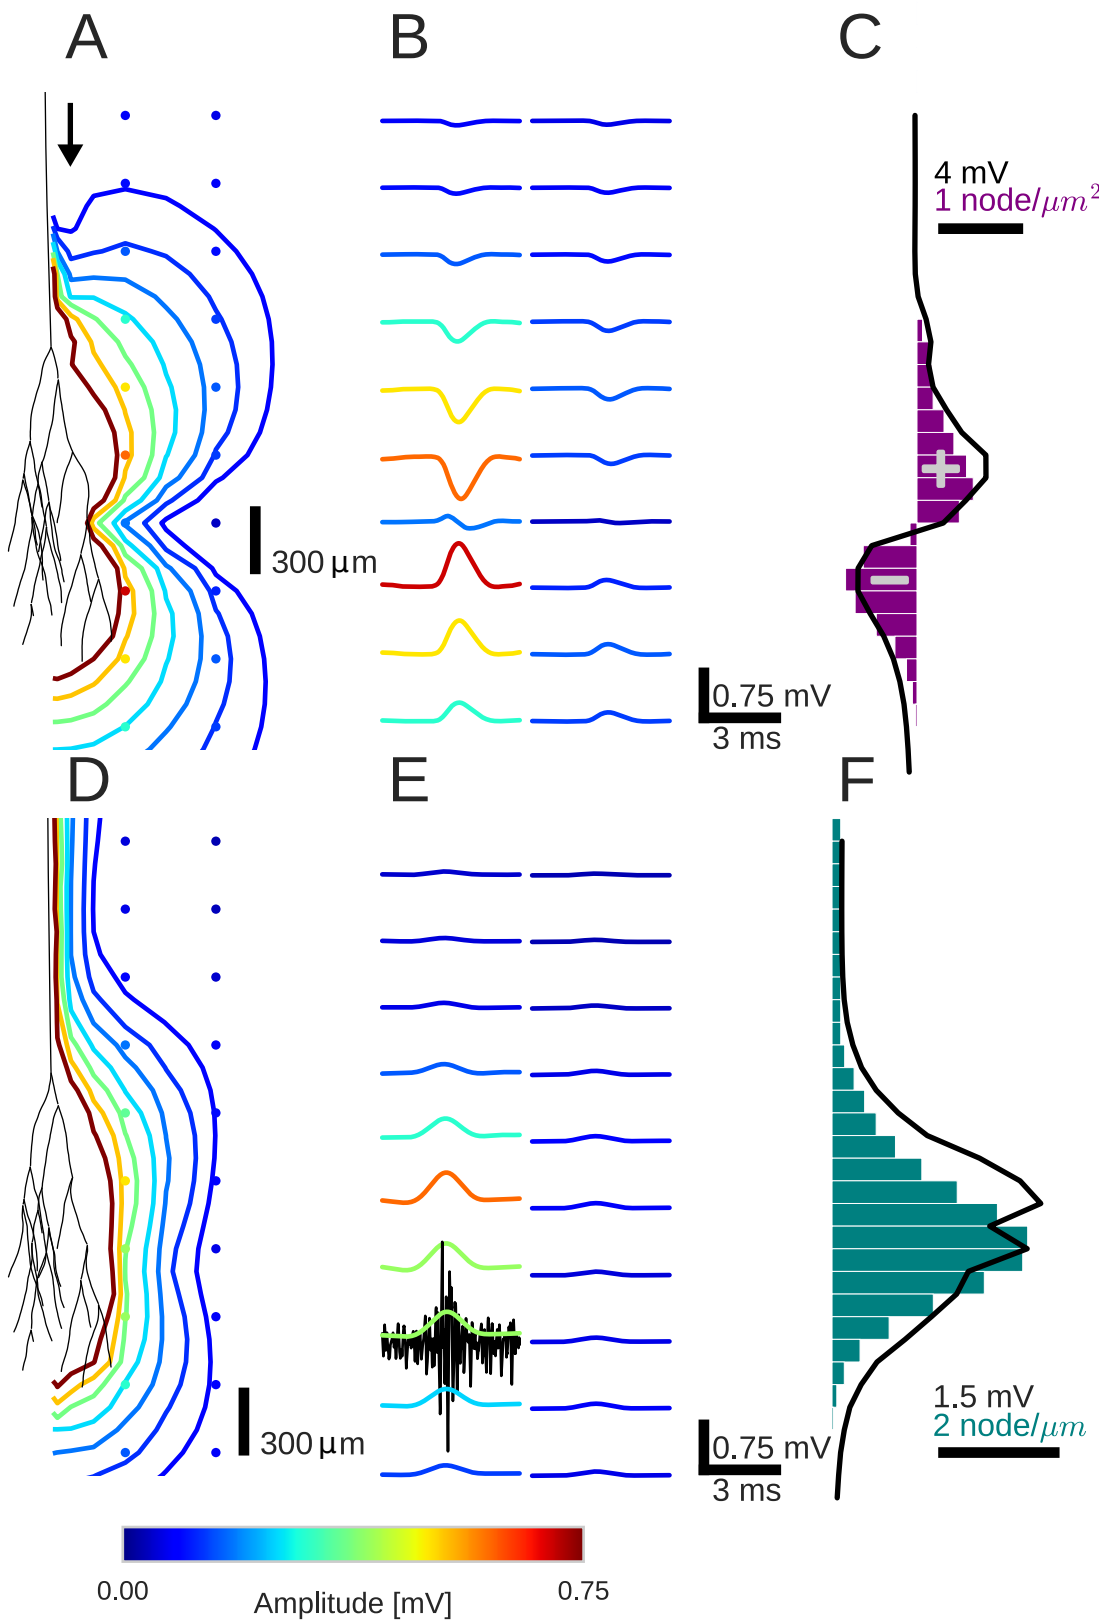 A B C
4 mV
1 node/μm²
300 μm
0.75 mV
3 ms
D E F
300 μm
1.5 mV
2 node/μm
0.75 mV
3 ms
0.00 0.75
Amplitude [mV]